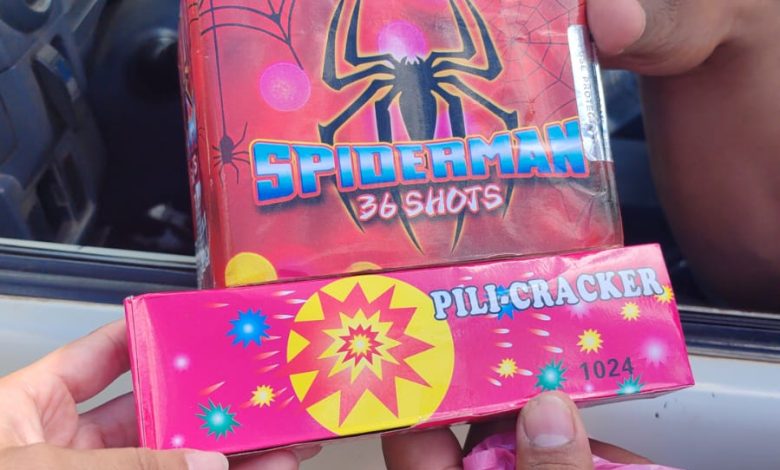 SPIDERMAN
36 SHOTS
PILI-CRACKER
1024